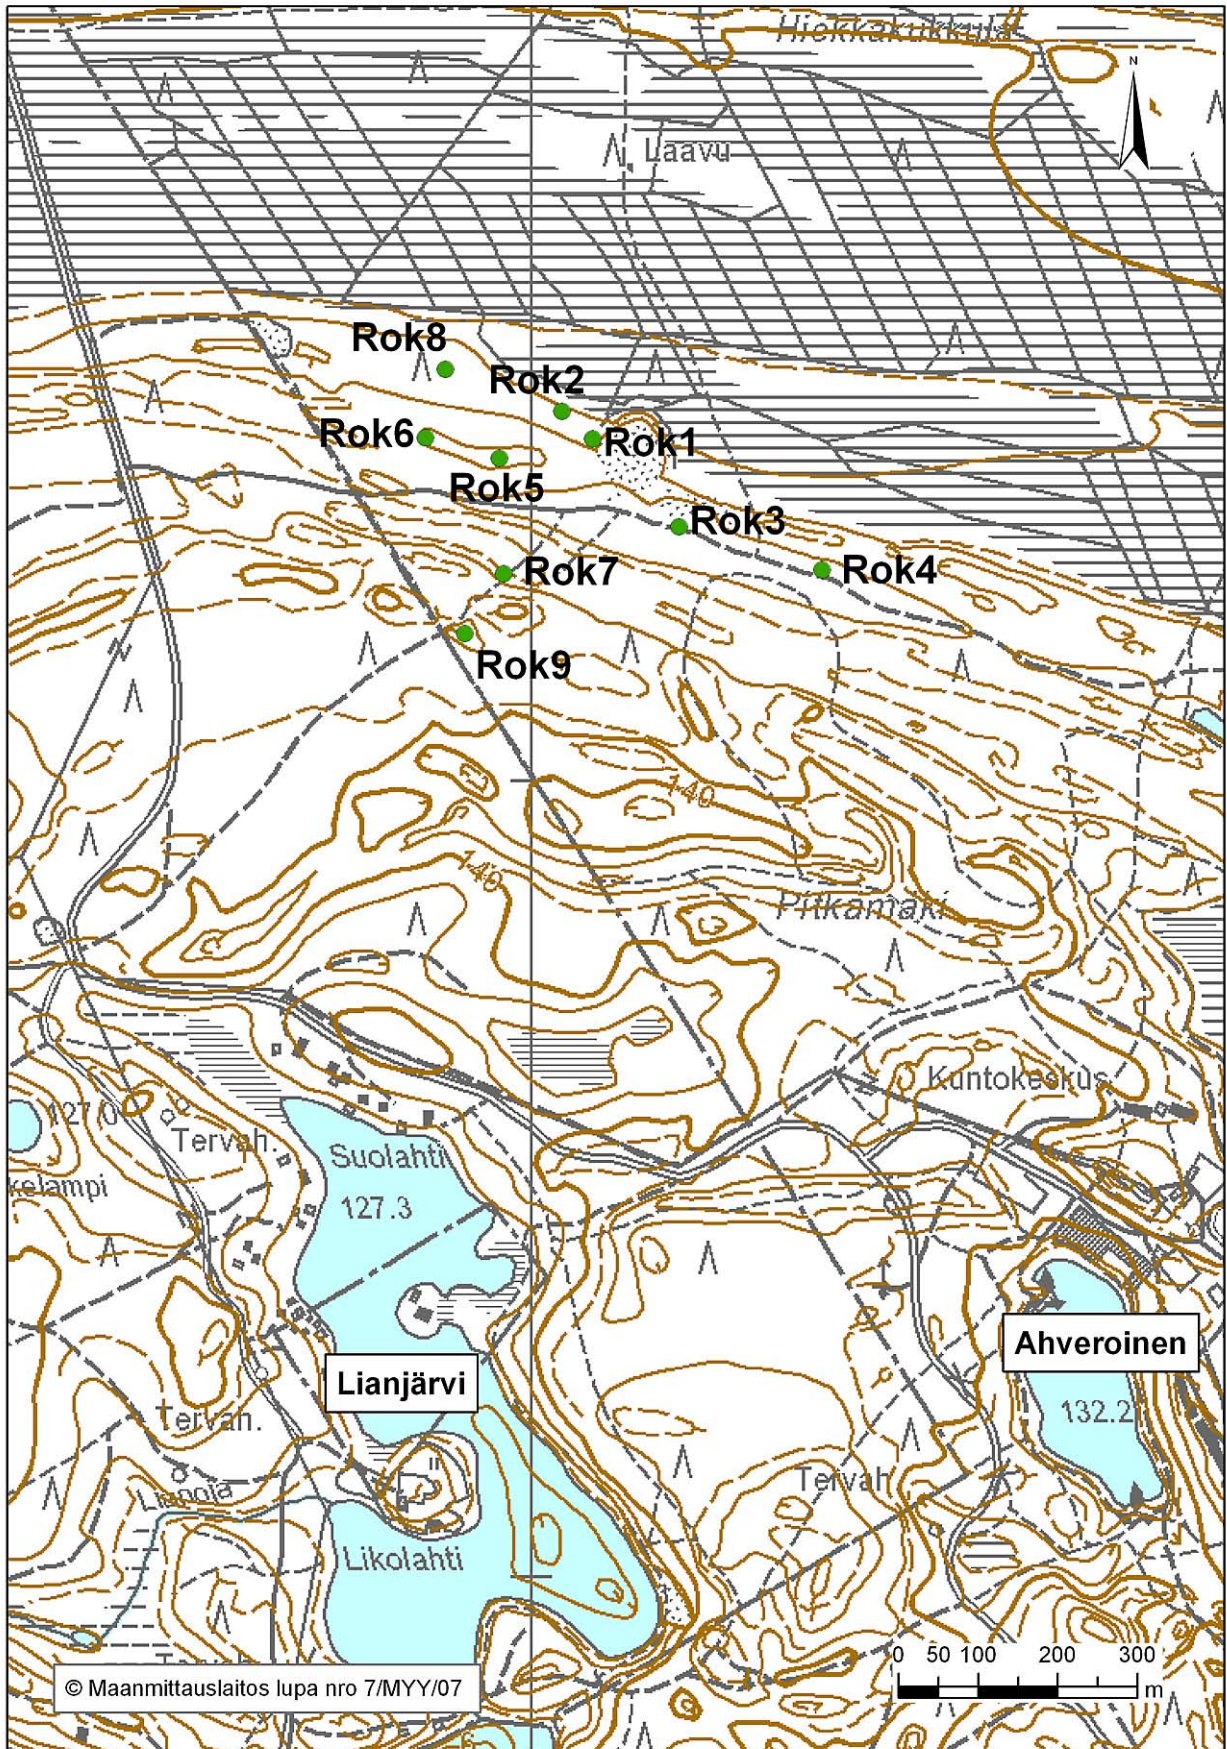 Hiekkakukkula
N
Laavu
Rok8
Rok2
Rok6
Rok1
Rok5
Rok3
Rok7
Rok4
Rok9
140
140
Pitkämäki
Kuntokeskus
127.0
Tervah.
Suolahti
kelampi
127.3
Ahveroinen
Lianjärvi
132.2
Tervah.
Tervah.
Likolahti
0 50 100 200 300
m
© Maanmittauslaitos lupa nro 7/MYY/07